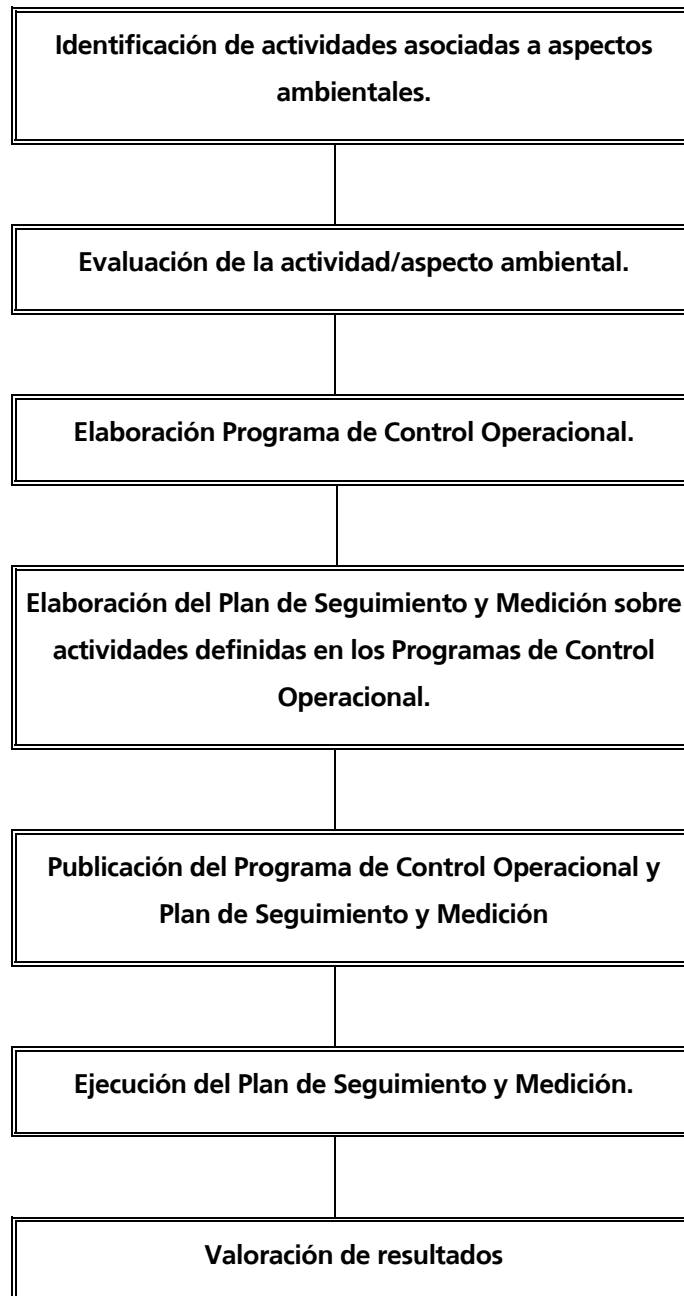 Identificación de actividades asociadas a aspectos
ambientales.
Evaluación de la actividad/aspecto ambiental.
Elaboración Programa de Control Operacional.
Elaboración del Plan de Seguimiento y Medición sobre
actividades definidas en los Programas de Control
Operacional.
Publicación del Programa de Control Operacional y
Plan de Seguimiento y Medición
Ejecución del Plan de Seguimiento y Medición.
Valoración de resultados